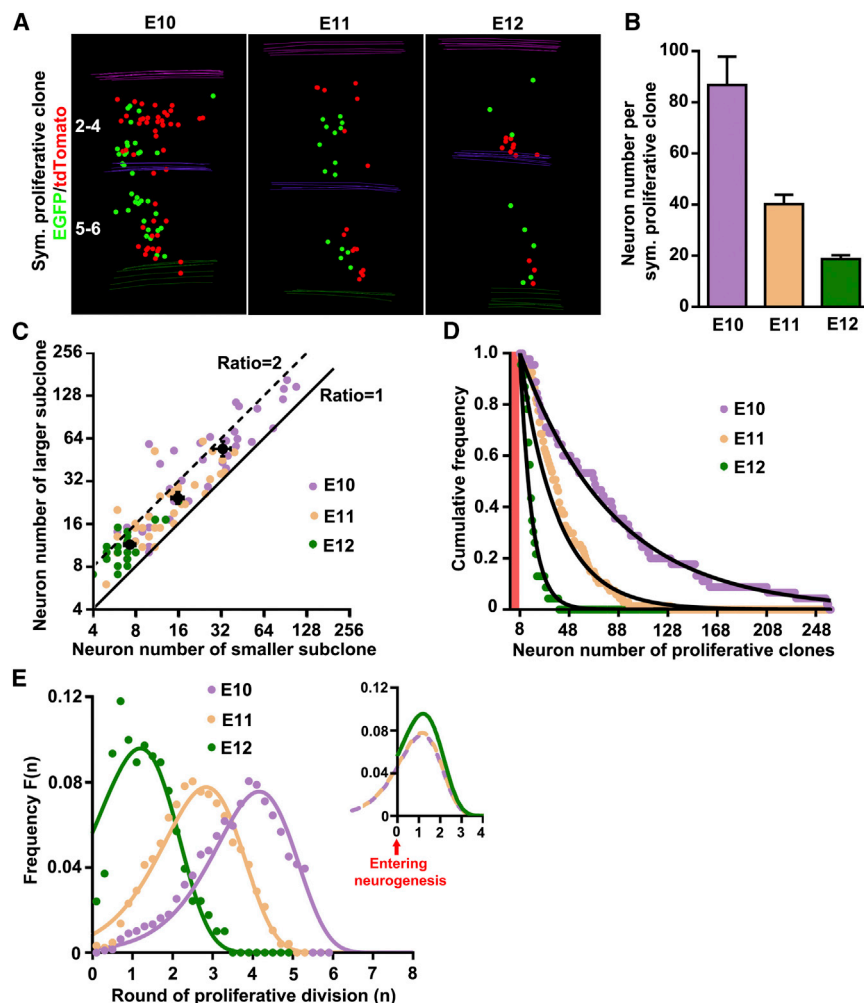 A
E10
E11
E12
Sym. proliferative clone
EGFP/tdTomato
2-4
5-6
B
Neuron number per
sym. proliferative clone
100
80
60
40
20
0
E10
E11
E12
C
Neuron number of larger subclone
256
128
64
32
16
8
4
Ratio=2
Ratio=1
E10
E11
E12
4
8
16
32
64
128
256
Neuron number of smaller subclone
D
Cumulative frequency
1.0
0.8
0.6
0.4
0.2
0
E10
E11
E12
8
48
88
128
168
208
248
Neuron number of proliferative clones
E
Frequency F(n)
0.12
0.08
0.04
0
E10
E11
E12
0
1
2
3
4
5
6
7
8
Round of proliferative division (n)
0.12
0.08
0.04
0
0
1
2
3
4
Entering
neurogenesis